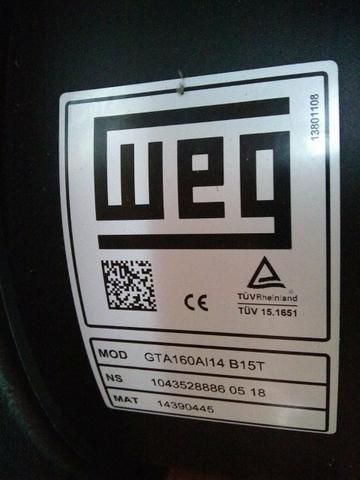 13801108
weg
CE
TÜVRheinland
TÜV 15.1651
MOD GTA160AI14 B15T
NS 1043528886 05 18
MAT 14390445